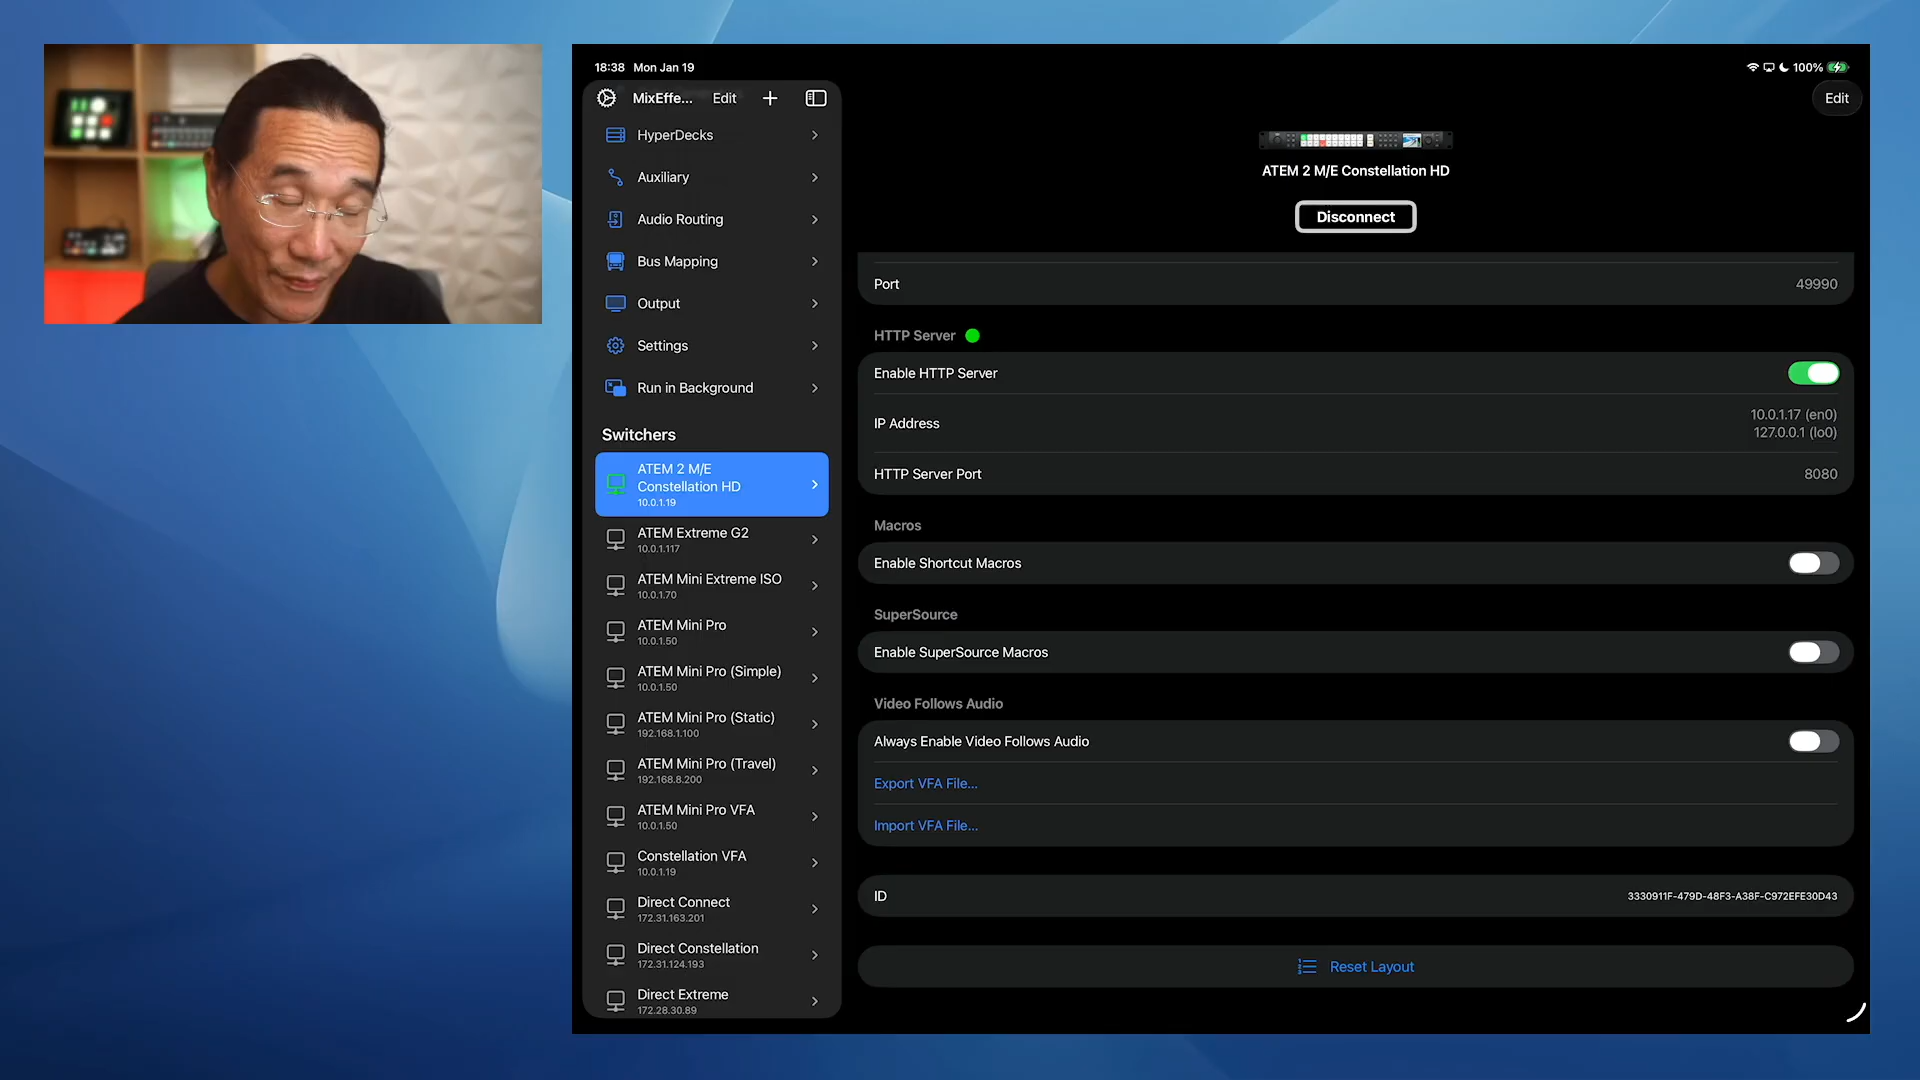 18:38 Mon Jan 19
100%
MixEffe... Edit
Edit
HyperDecks
Auxiliary
Audio Routing
Bus Mapping
Output
Settings
Run in Background
Switchers
ATEM 2 M/E
Constellation HD
10.0.1.19
ATEM Extreme G2
10.0.1.117
ATEM Mini Extreme ISO
10.0.1.70
ATEM Mini Pro
10.0.1.50
ATEM Mini Pro (Simple)
10.0.1.50
ATEM Mini Pro (Static)
192.168.1.100
ATEM Mini Pro (Travel)
192.168.8.200
ATEM Mini Pro VFA
10.0.1.50
Constellation VFA
10.0.1.19
Direct Connect
172.31.163.201
Direct Constellation
172.31.124.193
Direct Extreme
172.28.30.89
ATEM 2 M/E Constellation HD
Disconnect
Port 49990
HTTP Server
Enable HTTP Server
IP Address 10.0.1.17 (en0)
127.0.0.1 (lo0)
HTTP Server Port 8080
Macros
Enable Shortcut Macros
SuperSource
Enable SuperSource Macros
Video Follows Audio
Always Enable Video Follows Audio
Export VFA File...
Import VFA File...
ID 3330911F-479D-48F3-A38F-C972EFE30D43
Reset Layout